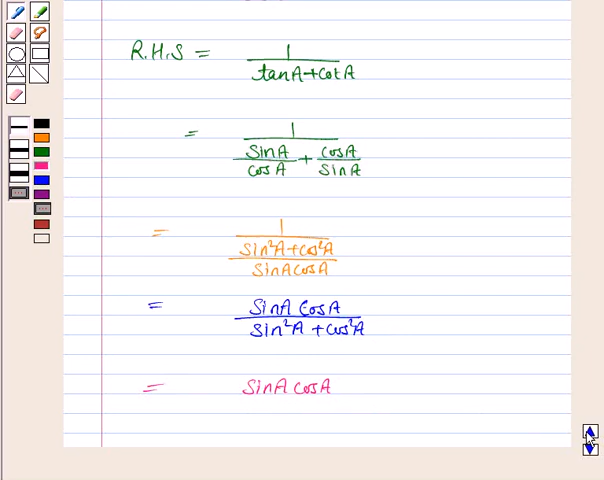 R.H.S = 1 / tanA+cotA
= 1 / SinA/cosA + cosA/SinA
= 1 / Sin²A+cos²A / SinAcosA
= SinA CosA / Sin²A + cos²A
= SinA cosA